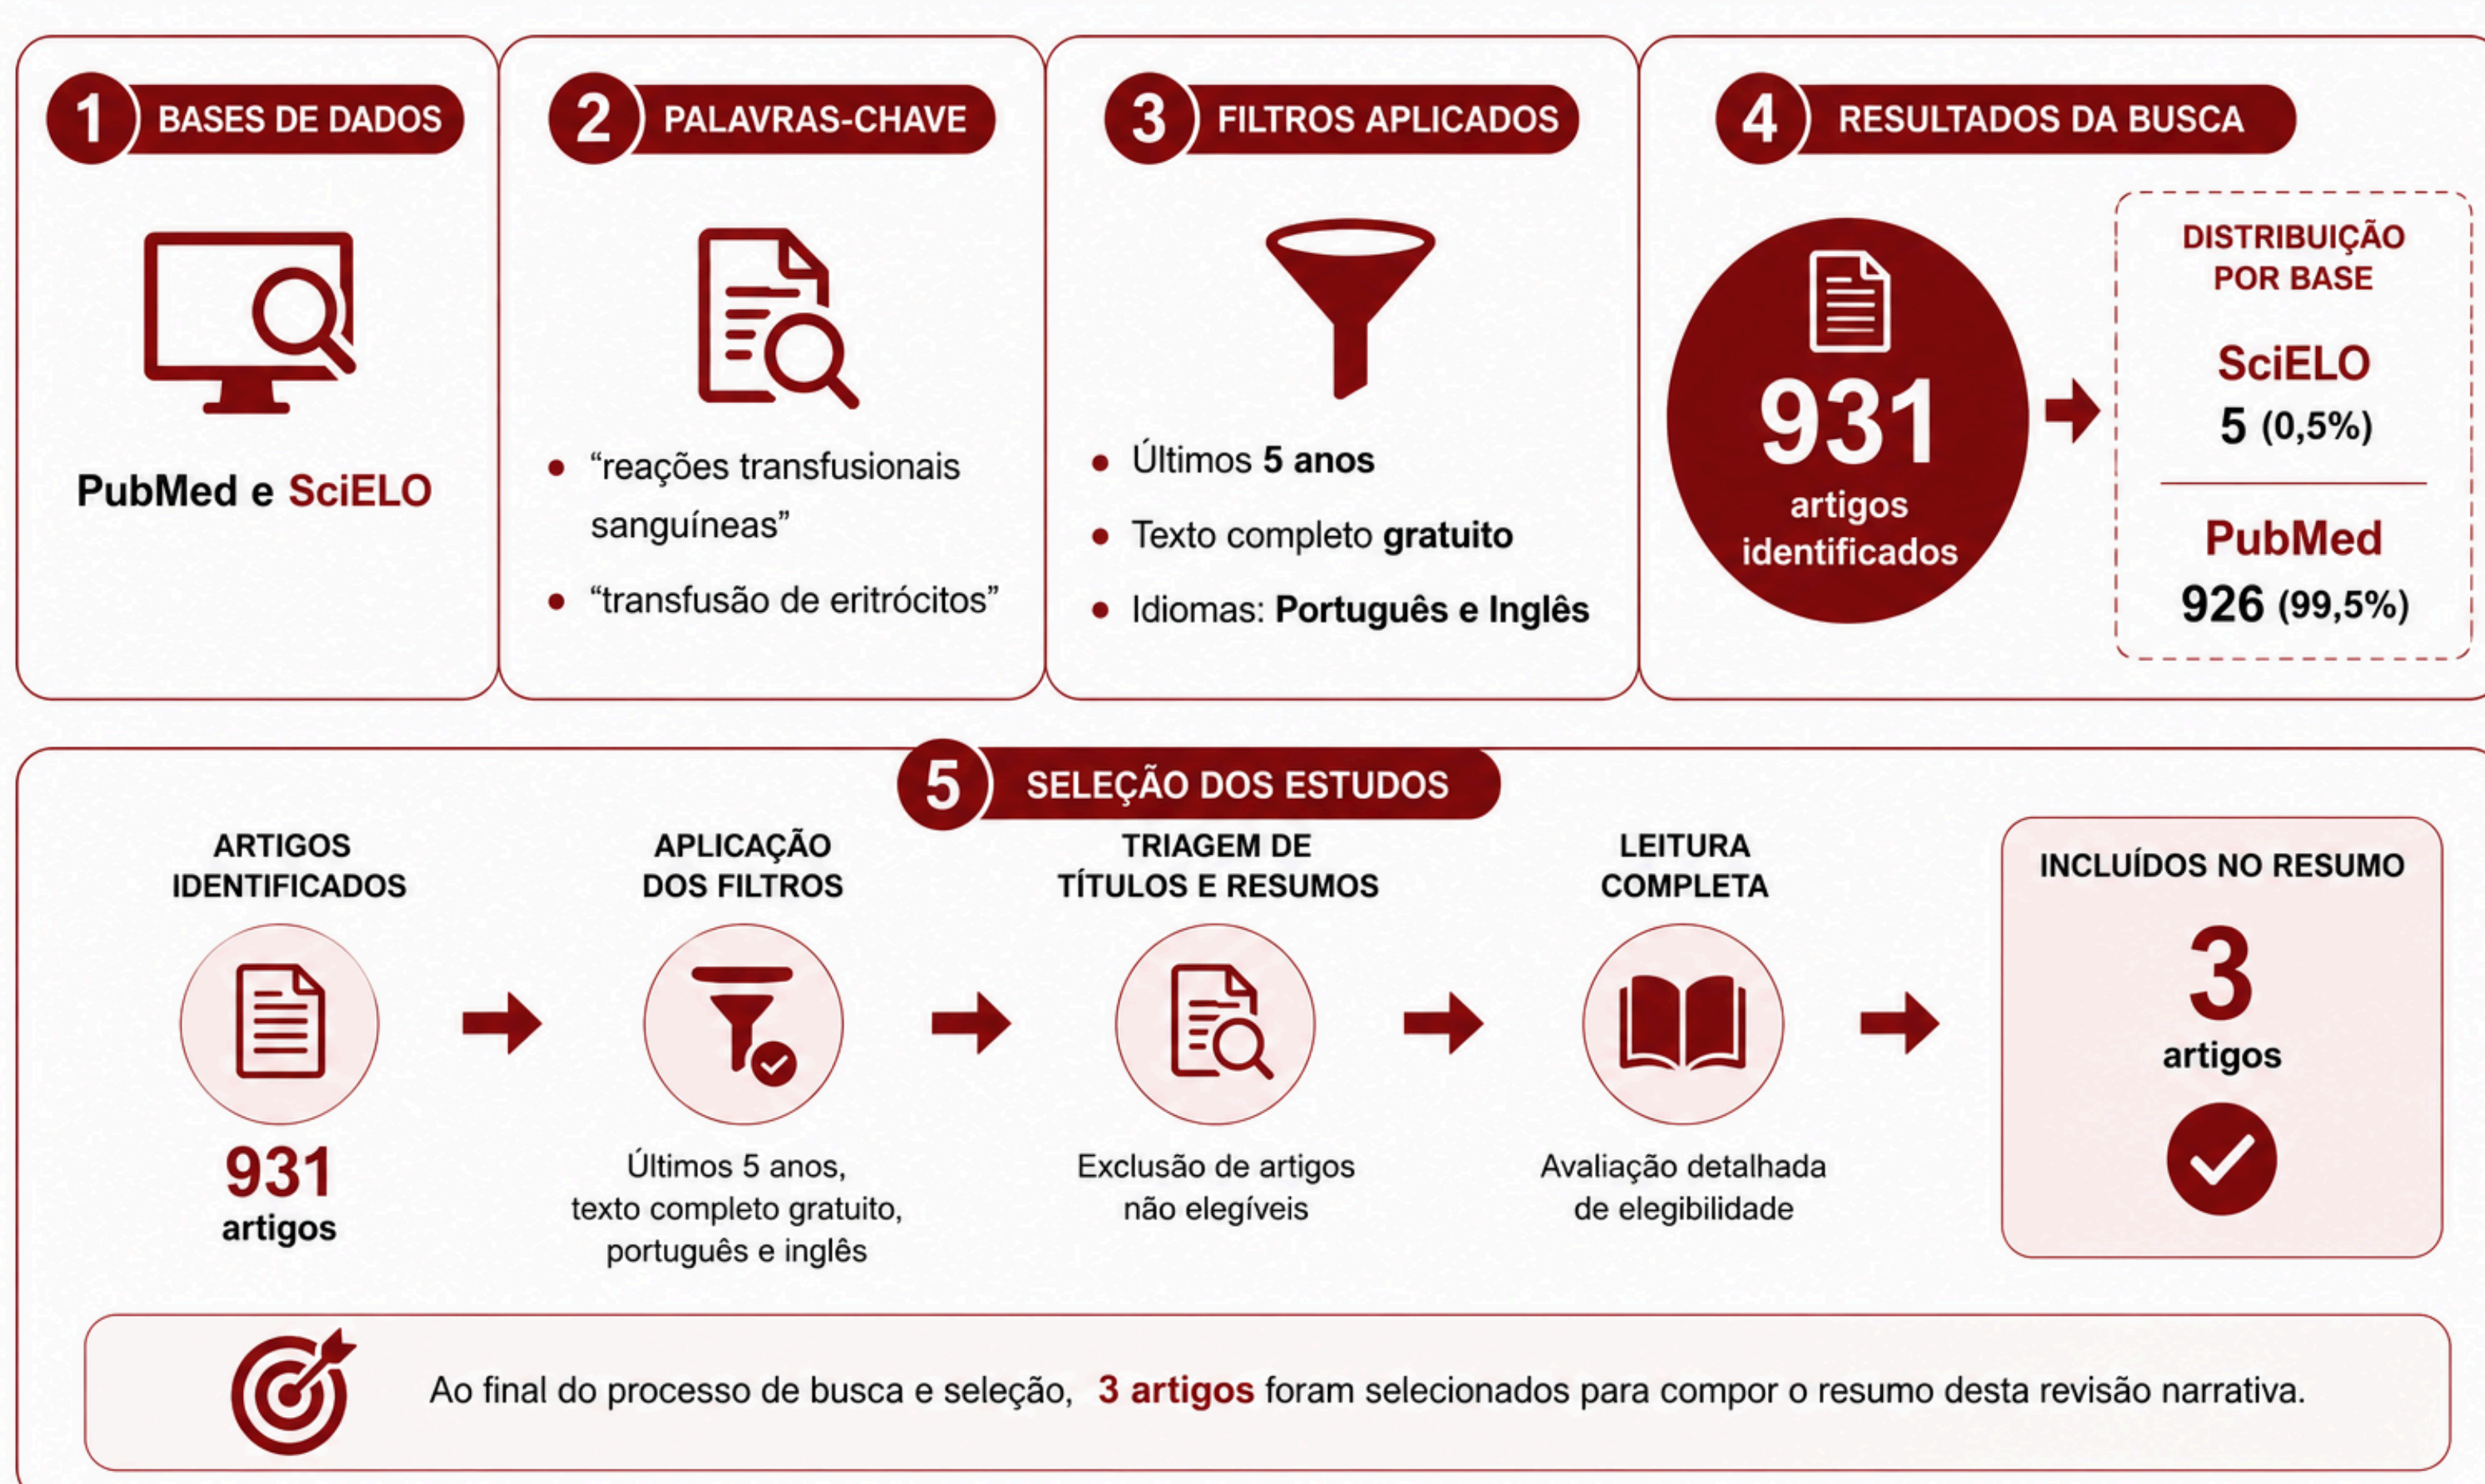 1 BASES DE DADOS
PubMed e SciELO
2 PALAVRAS-CHAVE
• “reações transfusionais
sanguíneas”
• “transfusão de eritrócitos”
3 FILTROS APLICADOS
• Últimos 5 anos
• Texto completo gratuito
• Idiomas: Português e Inglês
4 RESULTADOS DA BUSCA
931
artigos
identificados
DISTRIBUIÇÃO
POR BASE
SciELO
5 (0,5%)
PubMed
926 (99,5%)
5 SELEÇÃO DOS ESTUDOS
ARTIGOS
IDENTIFICADOS
931
artigos
APLICAÇÃO
DOS FILTROS
Últimos 5 anos,
texto completo gratuito,
português e inglês
TRIAGEM DE
TÍTULOS E RESUMOS
Exclusão de artigos
não elegíveis
LEITURA
COMPLETA
Avaliação detalhada
de elegibilidade
INCLUÍDOS NO RESUMO
3
artigos
Ao final do processo de busca e seleção, 3 artigos foram selecionados para compor o resumo desta revisão narrativa.